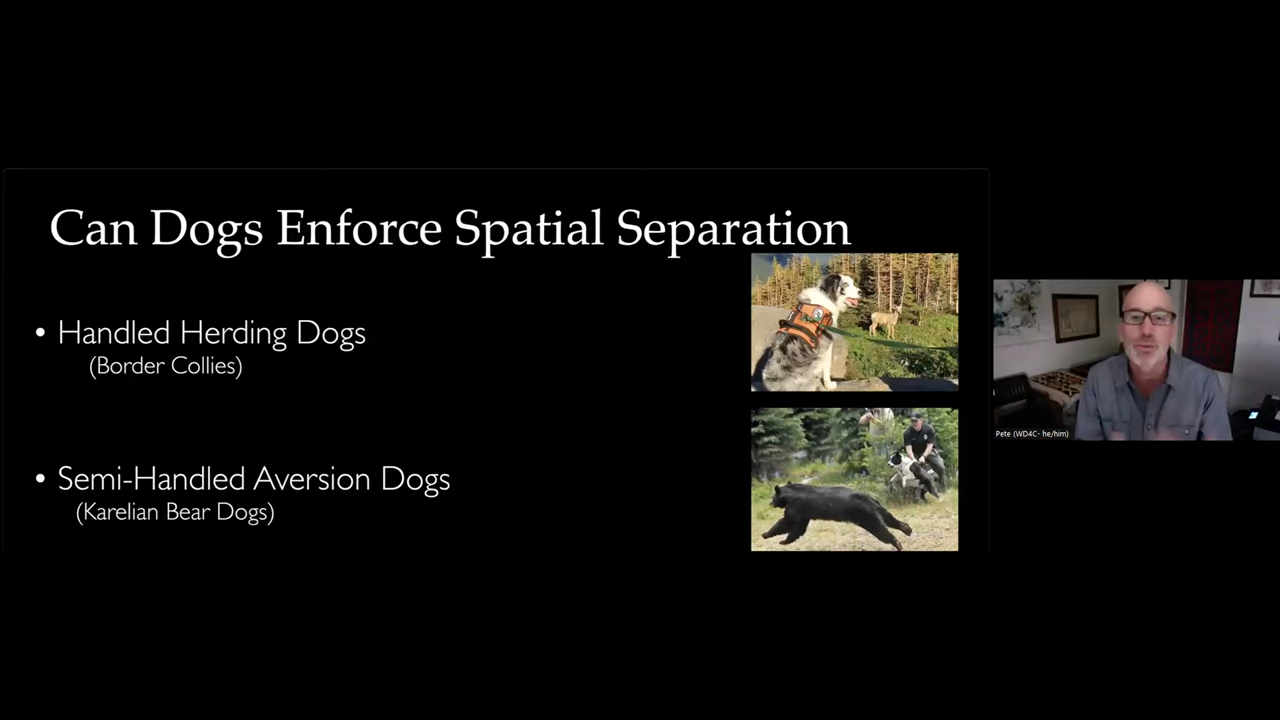 Can Dogs Enforce Spatial Separation
• Handled Herding Dogs
(Border Collies)
• Semi-Handled Aversion Dogs
(Karelian Bear Dogs)
Pete (WD4C- he/him)